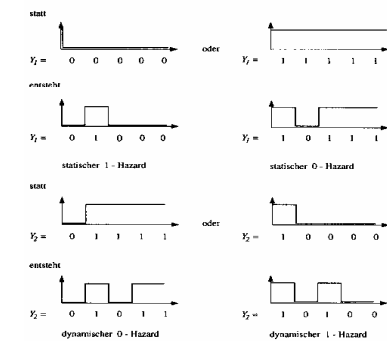 statt
oder
Y1 = 0 0 0 0 0
Y1 = 1 1 1 1 1
entsteht
Y1 = 0 1 0 0 0
Y1 = 1 0 1 1 1
statischer 1 - Hazard
statischer 0 - Hazard
statt
oder
Y2 = 0 1 1 1 1
Y2 = 1 0 0 0 0
entsteht
Y2 = 0 1 0 1 1
Y2 = 1 0 1 0 0
dynamischer 0 - Hazard
dynamischer 1 - Hazard